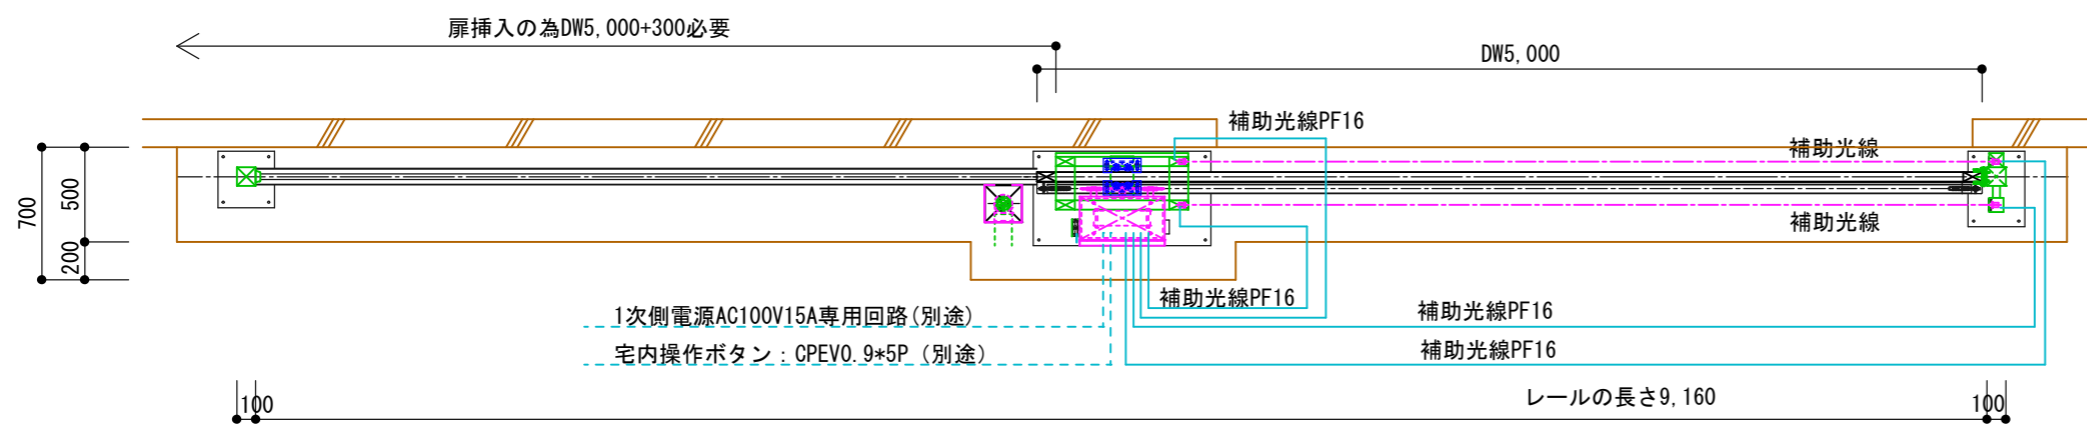 扉挿入の為DW5,000+300必要
DW5,000
補助光線PF16
補助光線
700
500
200
補助光線
補助光線PF16
1次側電源AC100V15A専用回路(別途)
補助光線PF16
宅内操作ボタン：CPEV0.9*5P（別途）
補助光線PF16
100
レールの長さ9,160
100